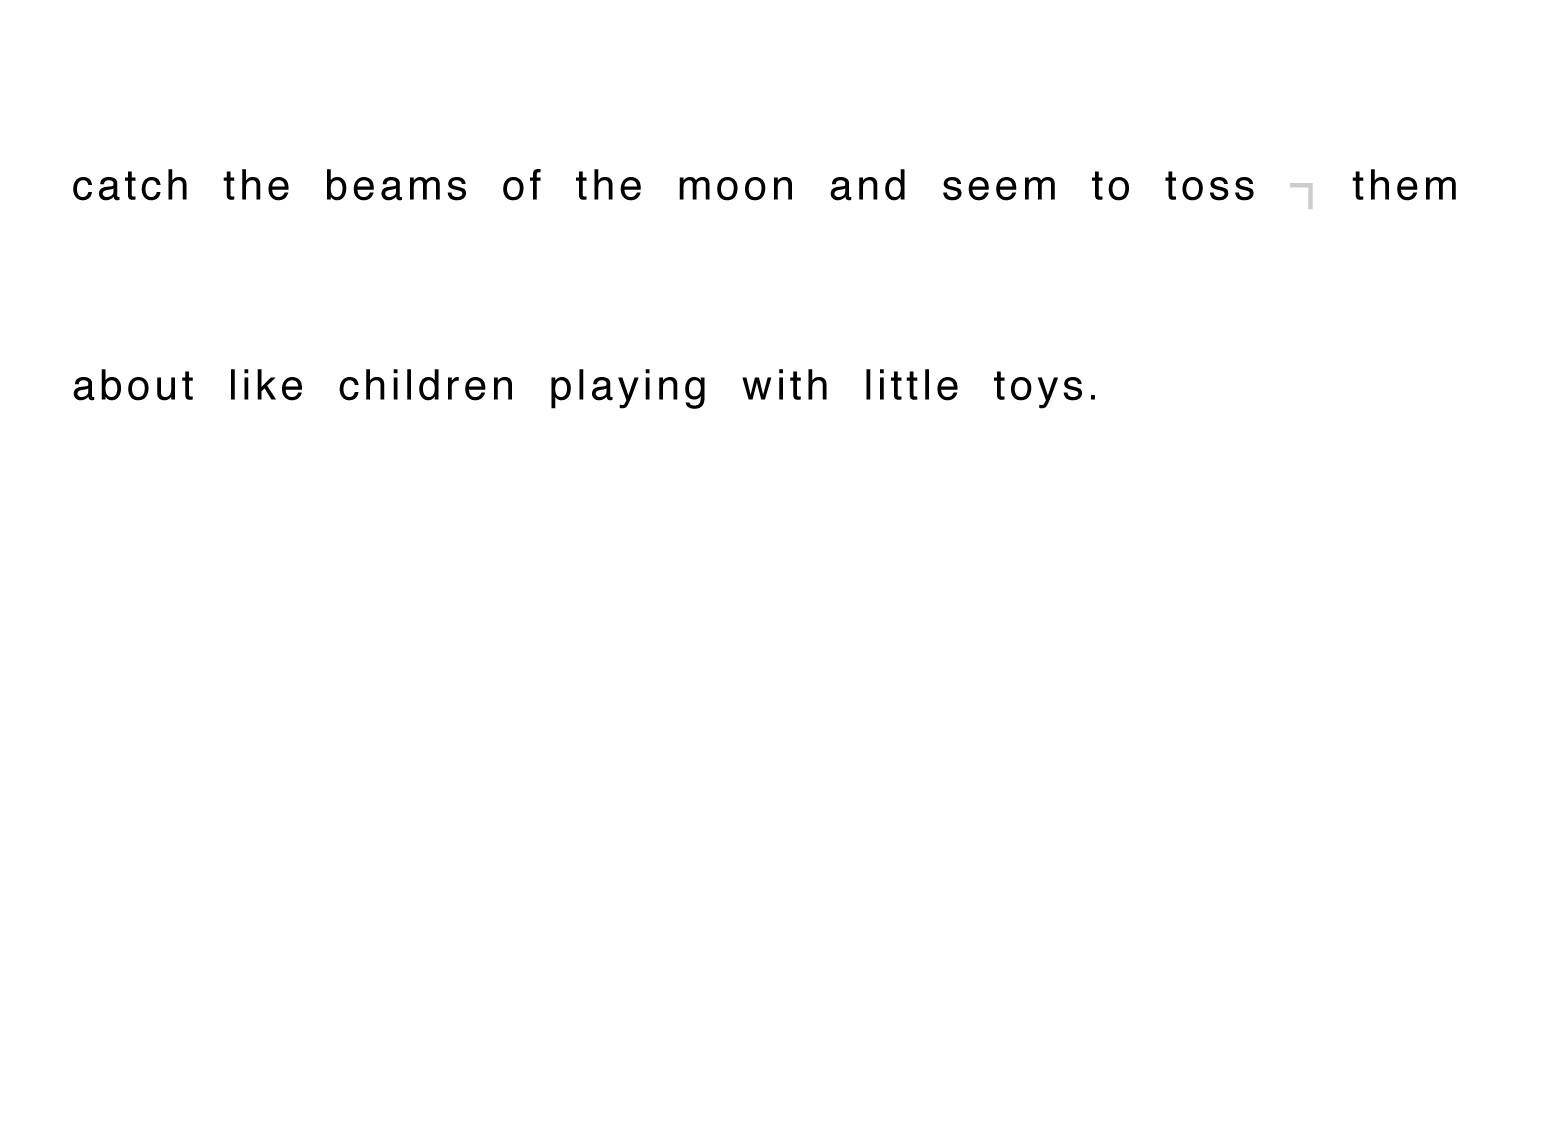 catch the beams of the moon and seem to toss ¬ them
about like children playing with little toys.